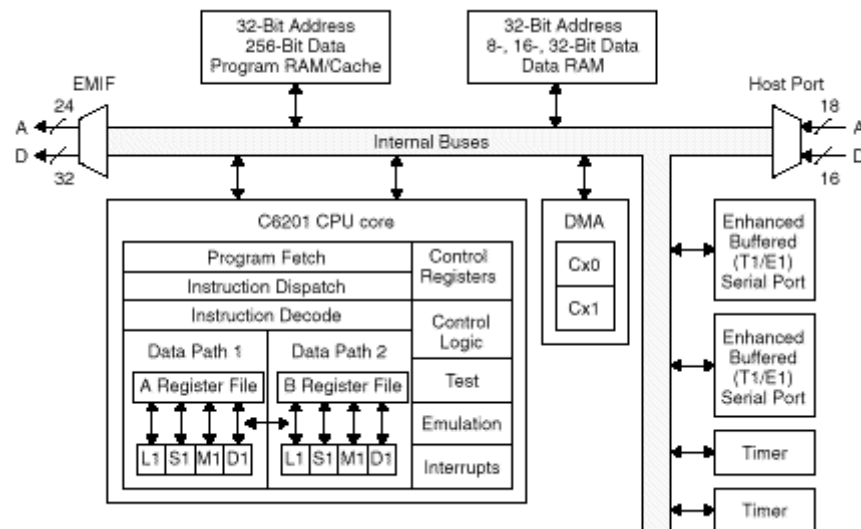 32-Bit Address
256-Bit Data
Program RAM/Cache
32-Bit Address
8-, 16-, 32-Bit Data
Data RAM
EMIF
24
A
D
32
Host Port
18
A
D
16
Internal Buses
C6201 CPU core
Program Fetch
Instruction Dispatch
Instruction Decode
Data Path 1
A Register File
L1 S1 M1 D1
Data Path 2
B Register File
L1 S1 M1 D1
Control
Registers
Control
Logic
Test
Emulation
Interrupts
DMA
Cx0
Cx1
Enhanced
Buffered
(T1/E1)
Serial Port
Enhanced
Buffered
(T1/E1)
Serial Port
Timer
Timer